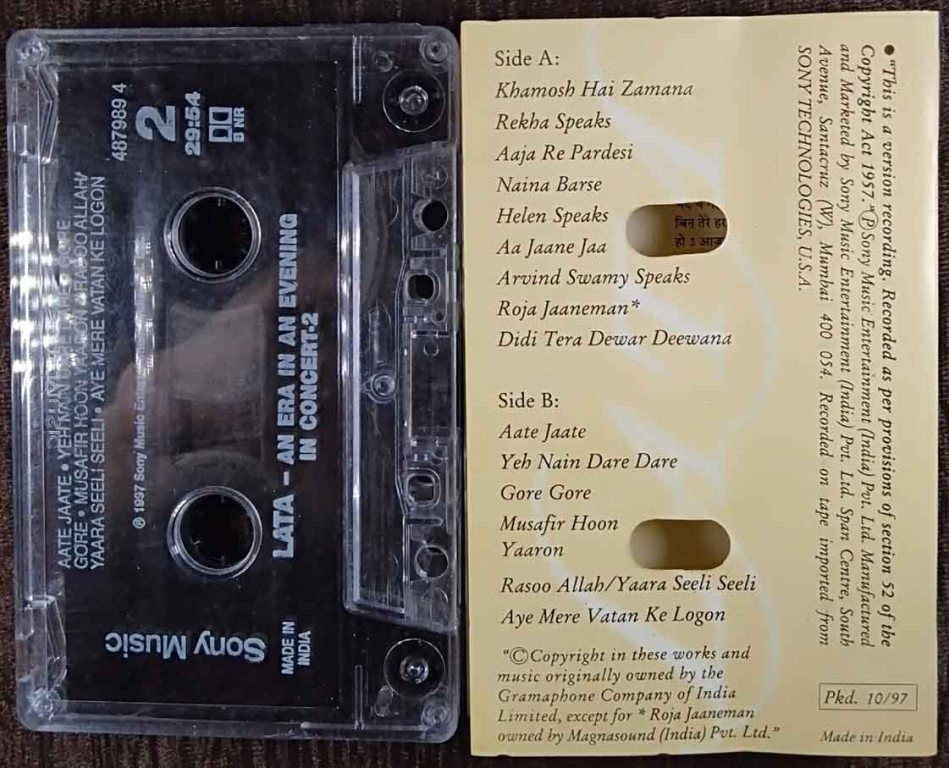 487989 4
2
29:54
B NR
AATE JAATE • YEH NAIN DARE DARE • GORE
GORE • MUSAFIR HOON YAARON • RASOO ALLAH/
YAARA SEELI SEELI • AYE MERE VATAN KE LOGON
℗ 1997 Sony Music Ente
LATA – AN ERA IN AN EVENING
IN CONCERT-2
Sony Music
MADE IN
INDIA
Side A:
Khamosh Hai Zamana
Rekha Speaks
Aaja Re Pardesi
Naina Barse
Helen Speaks
Aa Jaane Jaa
Arvind Swamy Speaks
Roja Jaaneman*
Didi Tera Dewar Deewana
बिन तेरे हर
हो ऽ आज
Side B:
Aate Jaate
Yeh Nain Dare Dare
Gore Gore
Musafir Hoon
Yaaron
Rasoo Allah/Yaara Seeli Seeli
Aye Mere Vatan Ke Logon
"©Copyright in these works and
music originally owned by the
Gramaphone Company of India
Limited, except for * Roja Jaaneman
owned by Magnasound (India) Pvt. Ltd."
● "This is a version recording. Recorded as per provisions of section 52 of the
Copyright Act 1957." ℗Sony Music Entertainment (India) Pvt. Ltd. Manufactured
and Marketed by Sony Music Entertainment (India) Pvt. Ltd. Span Centre, South
Avenue, Santacruz (W), Mumbai 400 054. Recorded on tape imported from
SONY TECHNOLOGIES, U.S.A.
Pkd. 10/97
Made in India